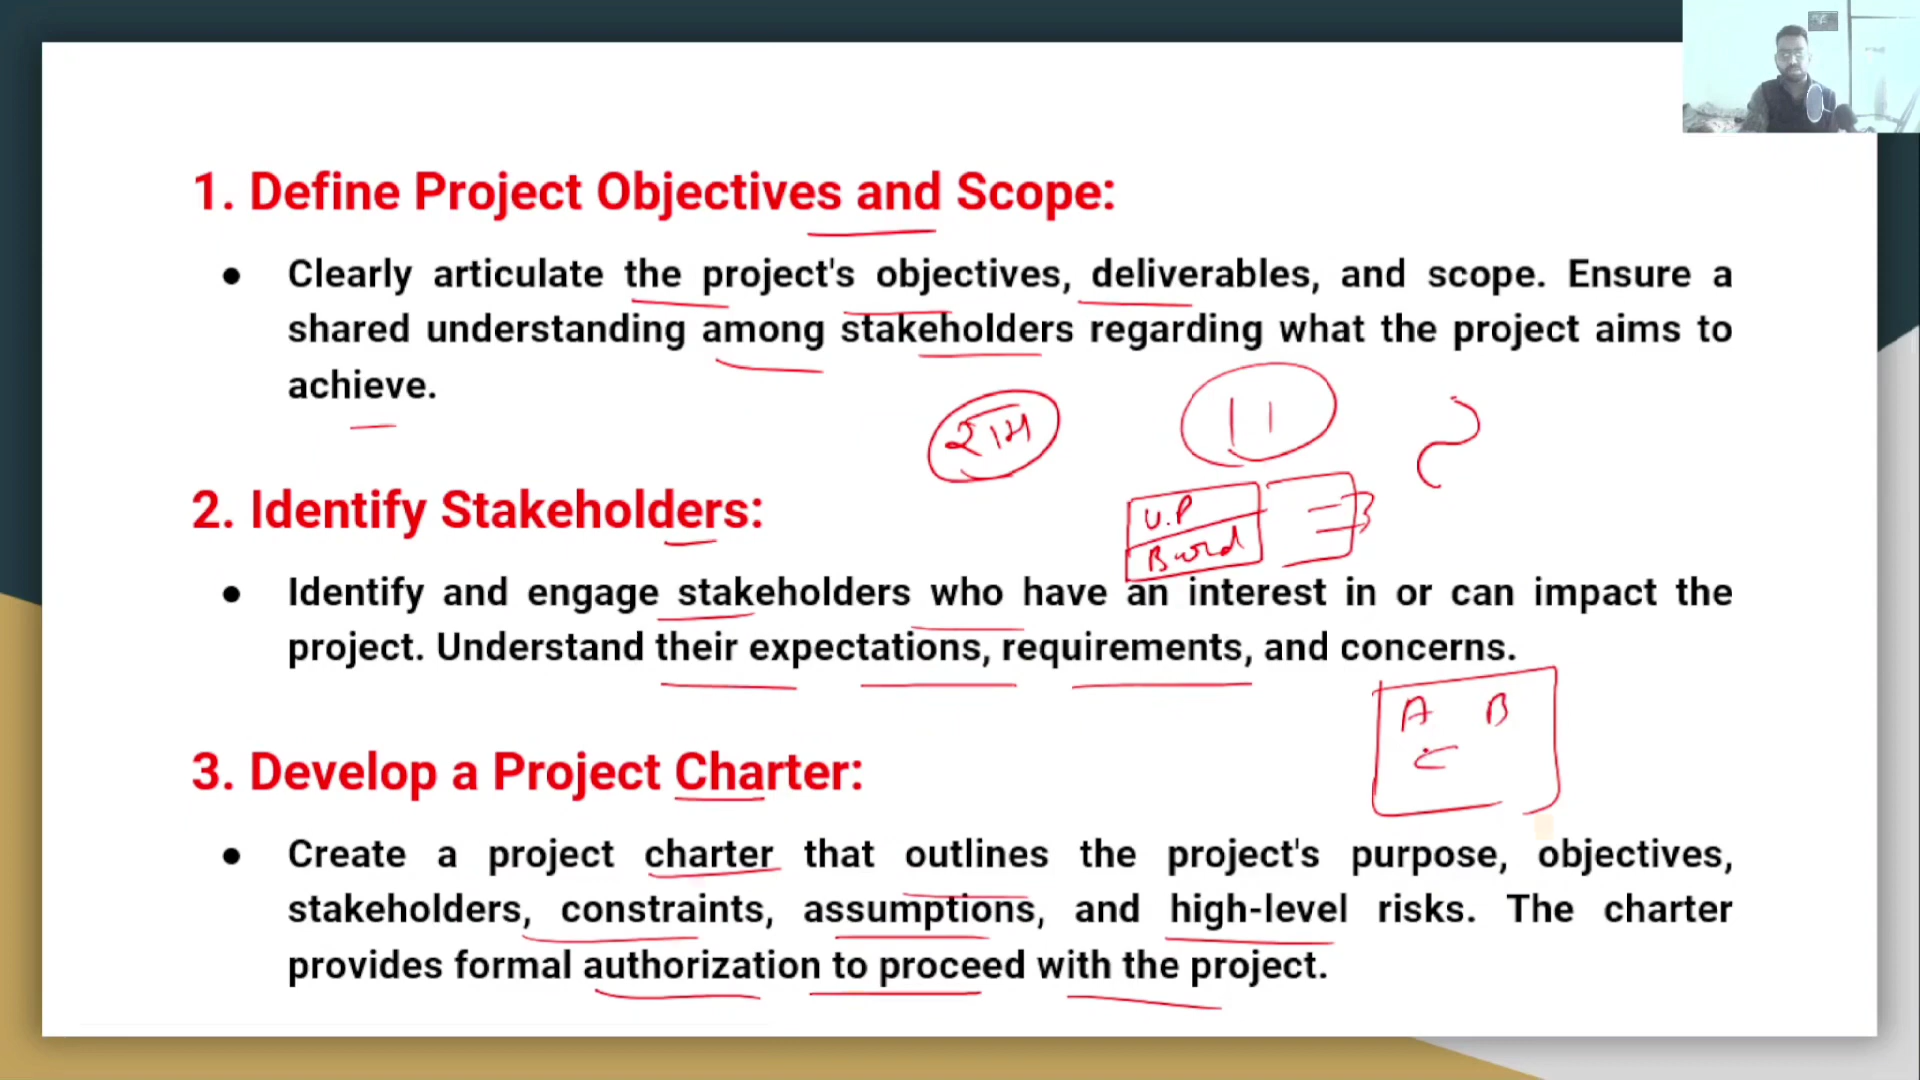 1. Define Project Objectives and Scope:
● Clearly articulate the project's objectives, deliverables, and scope. Ensure a
shared understanding among stakeholders regarding what the project aims to
achieve.
11
U.P
Board
2. Identify Stakeholders:
● Identify and engage stakeholders who have an interest in or can impact the
project. Understand their expectations, requirements, and concerns.
A B
C
3. Develop a Project Charter:
● Create a project charter that outlines the project's purpose, objectives,
stakeholders, constraints, assumptions, and high-level risks. The charter
provides formal authorization to proceed with the project.